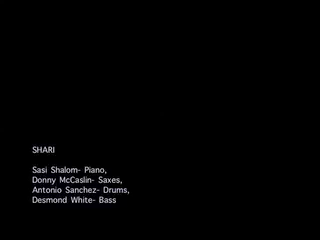 SHARI
Sasi Shalom- Piano,
Donny McCaslin- Saxes,
Antonio Sanchez- Drums,
Desmond White- Bass